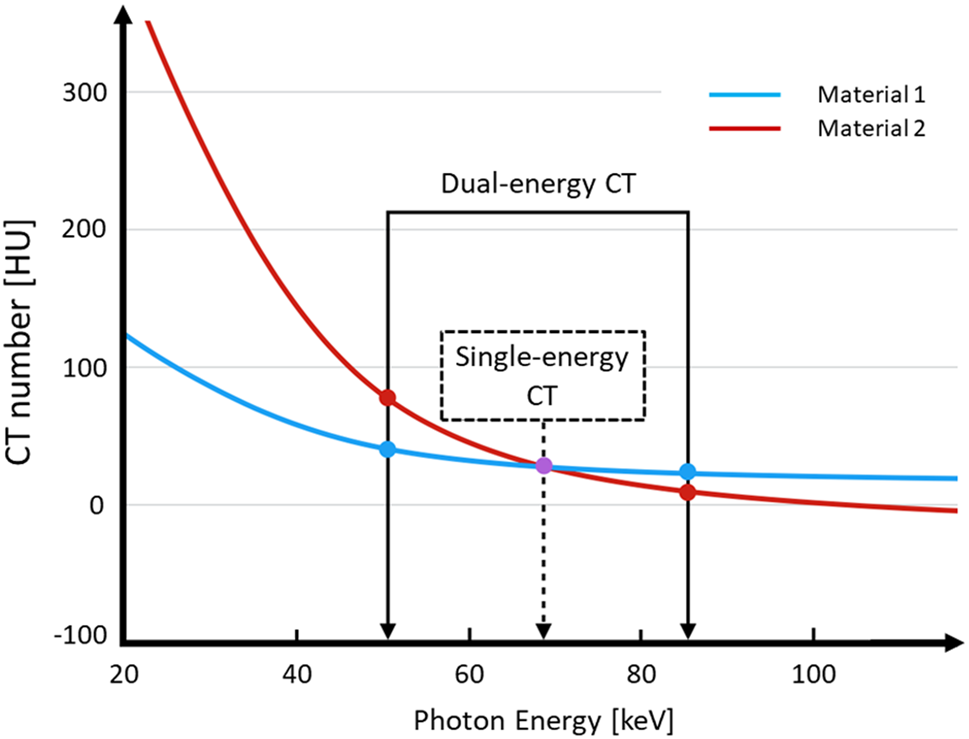 300
200
100
0
-100
CT number [HU]
Material 1
Material 2
Dual-energy CT
Single-energy
CT
20 40 60 80 100
Photon Energy [keV]